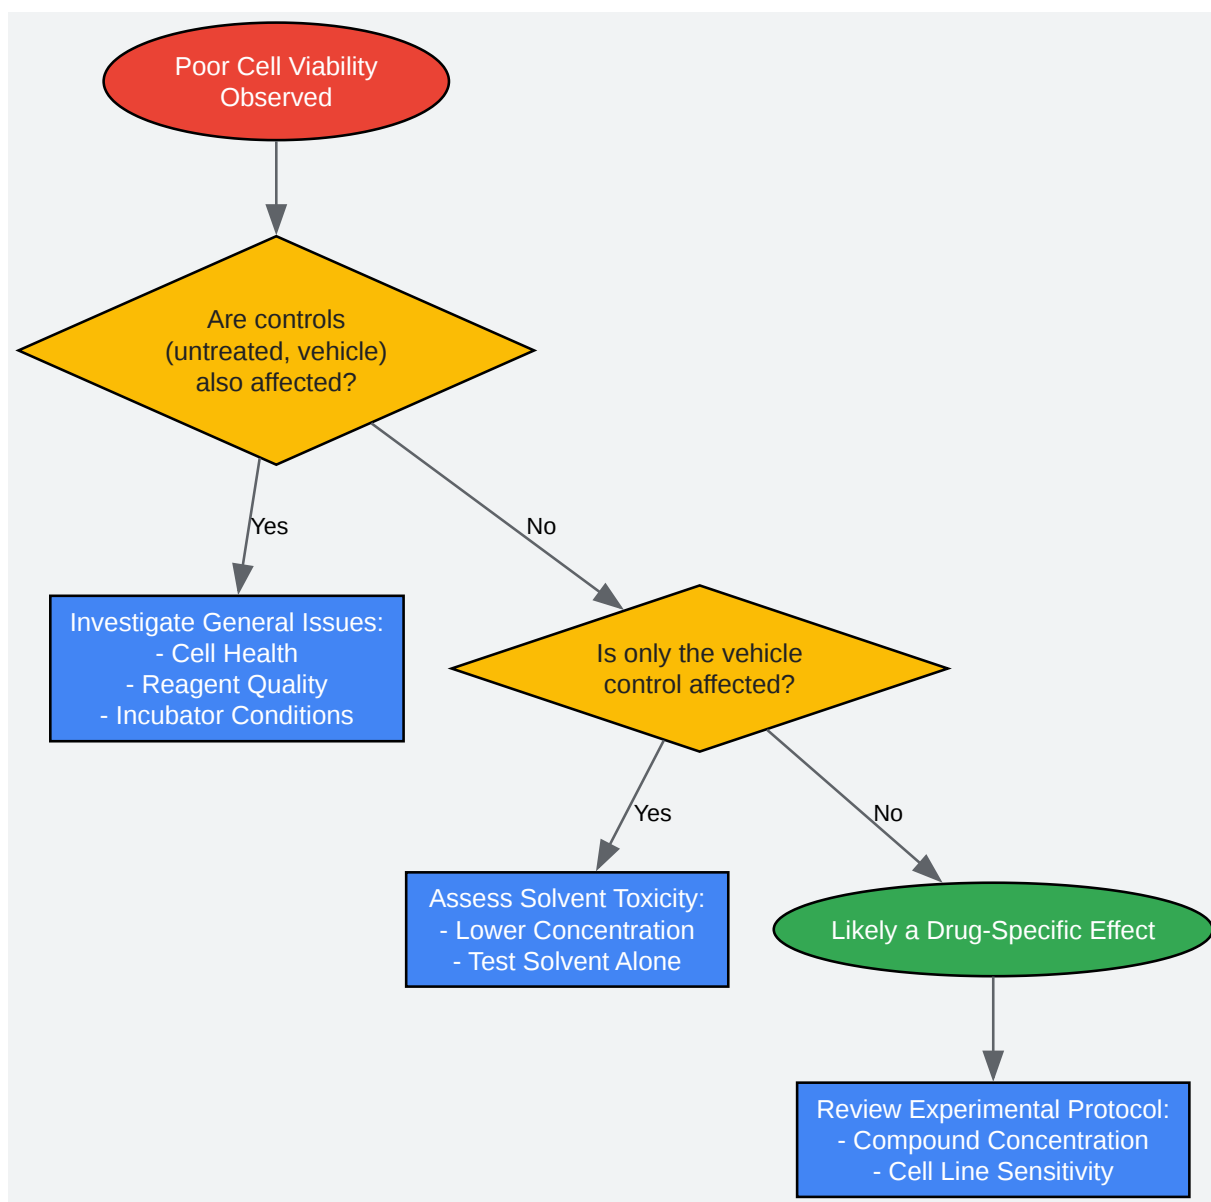 Poor Cell Viability
Observed
Are controls
(untreated, vehicle)
also affected?
Yes
No
Investigate General Issues:
- Cell Health
- Reagent Quality
- Incubator Conditions
Is only the vehicle
control affected?
Yes
No
Assess Solvent Toxicity:
- Lower Concentration
- Test Solvent Alone
Likely a Drug-Specific Effect
Review Experimental Protocol:
- Compound Concentration
- Cell Line Sensitivity